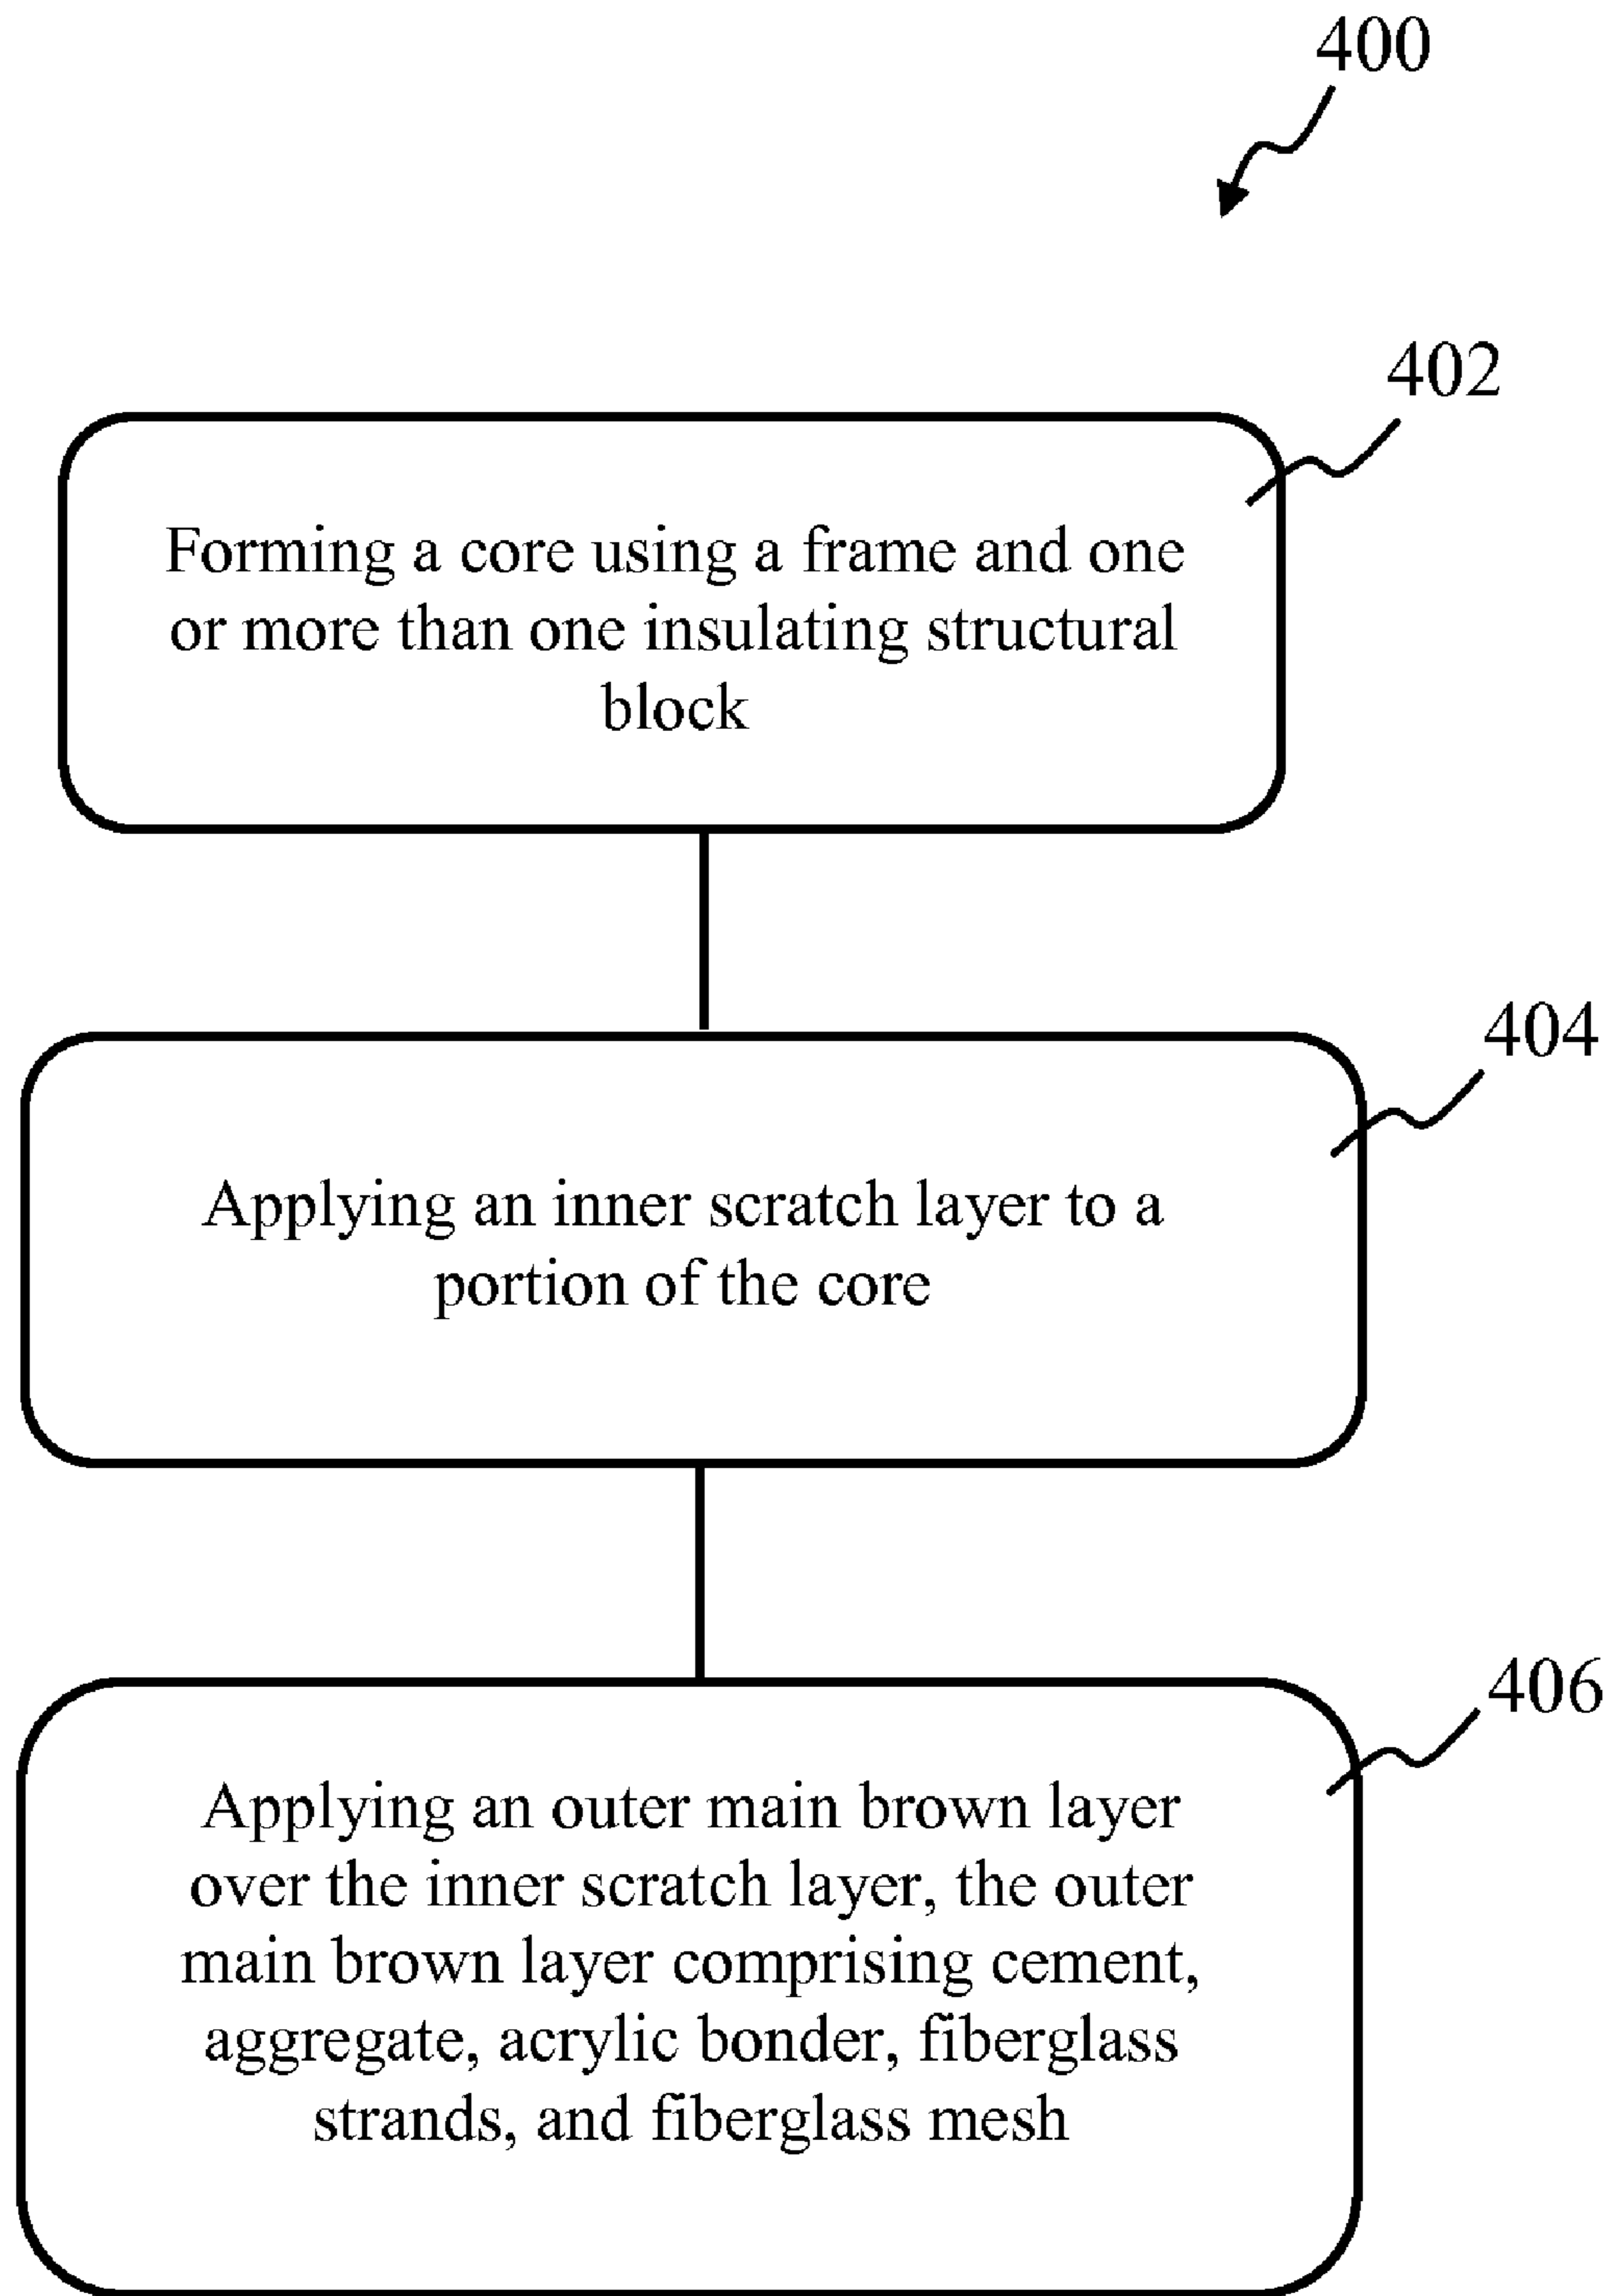 400
402
Forming a core using a frame and one
or more than one insulating structural
block
404
Applying an inner scratch layer to a
portion of the core
406
Applying an outer main brown layer
over the inner scratch layer, the outer
main brown layer comprising cement,
aggregate, acrylic bonder, fiberglass
strands, and fiberglass mesh